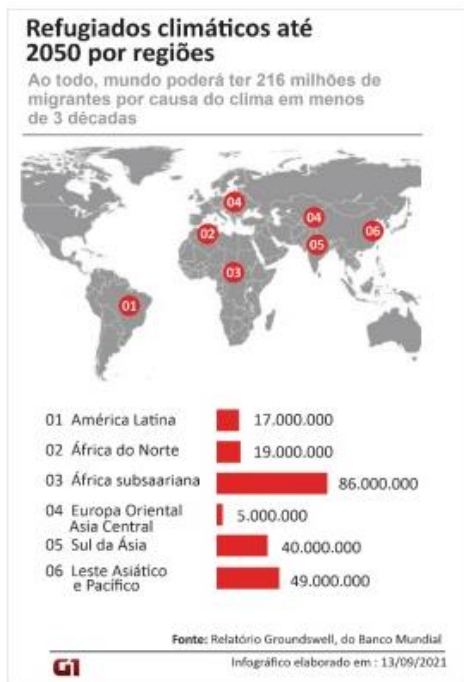 Refugiados climáticos até
2050 por regiões
Ao todo, mundo poderá ter 216 milhões de
migrantes por causa do clima em menos
de 3 décadas
04
04
02
06
05
03
01
01 América Latina 17.000.000
02 África do Norte 19.000.000
03 África subsaariana 86.000.000
04 Europa Oriental
Asia Central 5.000.000
05 Sul da Ásia 40.000.000
06 Leste Asiático
e Pacífico 49.000.000
Fonte: Relatório Groundswell, do Banco Mundial
G1 Infográfico elaborado em : 13/09/2021